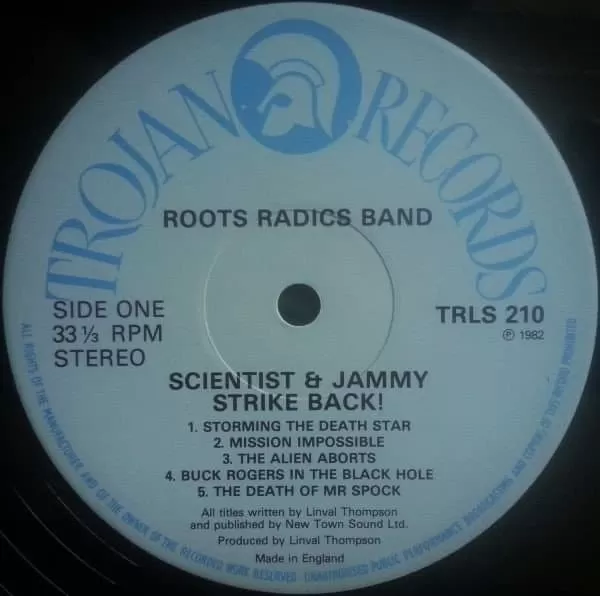 TROJAN RECORDS
ROOTS RADICS BAND
SIDE ONE
33 ⅓ RPM
STEREO
TRLS 210
℗ 1982
SCIENTIST & JAMMY
STRIKE BACK!
1. STORMING THE DEATH STAR
2. MISSION IMPOSSIBLE
3. THE ALIEN ABORTS
4. BUCK ROGERS IN THE BLACK HOLE
5. THE DEATH OF MR SPOCK
All titles written by Linval Thompson
and published by New Town Sound Ltd.
Produced by Linval Thompson
Made in England
ALL RIGHTS OF THE MANUFACTURER AND OF THE OWNER OF THE RECORDED WORK RESERVED. UNAUTHORISED PUBLIC PERFORMANCE BROADCASTING AND COPYING OF THIS RECORD PROHIBITED